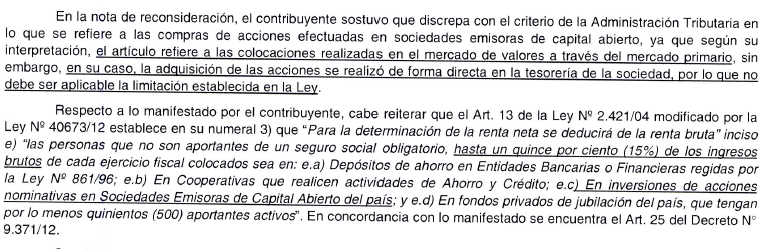 En la nota de reconsideración, el contribuyente sostuvo que discrepa con el criterio de la Administración Tributaria en
lo que se refiere a las compras de acciones efectuadas en sociedades emisoras de capital abierto, ya que según su
interpretación, el artículo refiere a las colocaciones realizadas en el mercado de valores a través del mercado primario, sin
embargo, en su caso, la adquisición de las acciones se realizó de forma directa en la tesorería de la sociedad, por lo que no
debe ser aplicable la limitación establecida en la Ley.
Respecto a lo manifestado por el contribuyente, cabe reiterar que el Art. 13 de la Ley Nº 2.421/04 modificado por la
Ley Nº 40673/12 establece en su numeral 3) que “Para la determinación de la renta neta se deducirá de la renta bruta” inciso
e) “las personas que no son aportantes de un seguro social obligatorio, hasta un quince por ciento (15%) de los ingresos
brutos de cada ejercicio fiscal colocados sea en: e.a) Depósitos de ahorro en Entidades Bancarias o Financieras regidas por
la Ley Nº 861/96; e.b) En Cooperativas que realicen actividades de Ahorro y Crédito; e.c) En inversiones de acciones
nominativas en Sociedades Emisoras de Capital Abierto del país; y e.d) En fondos privados de jubilación del país, que tengan
por lo menos quinientos (500) aportantes activos”. En concordancia con lo manifestado se encuentra el Art. 25 del Decreto N°
9.371/12.